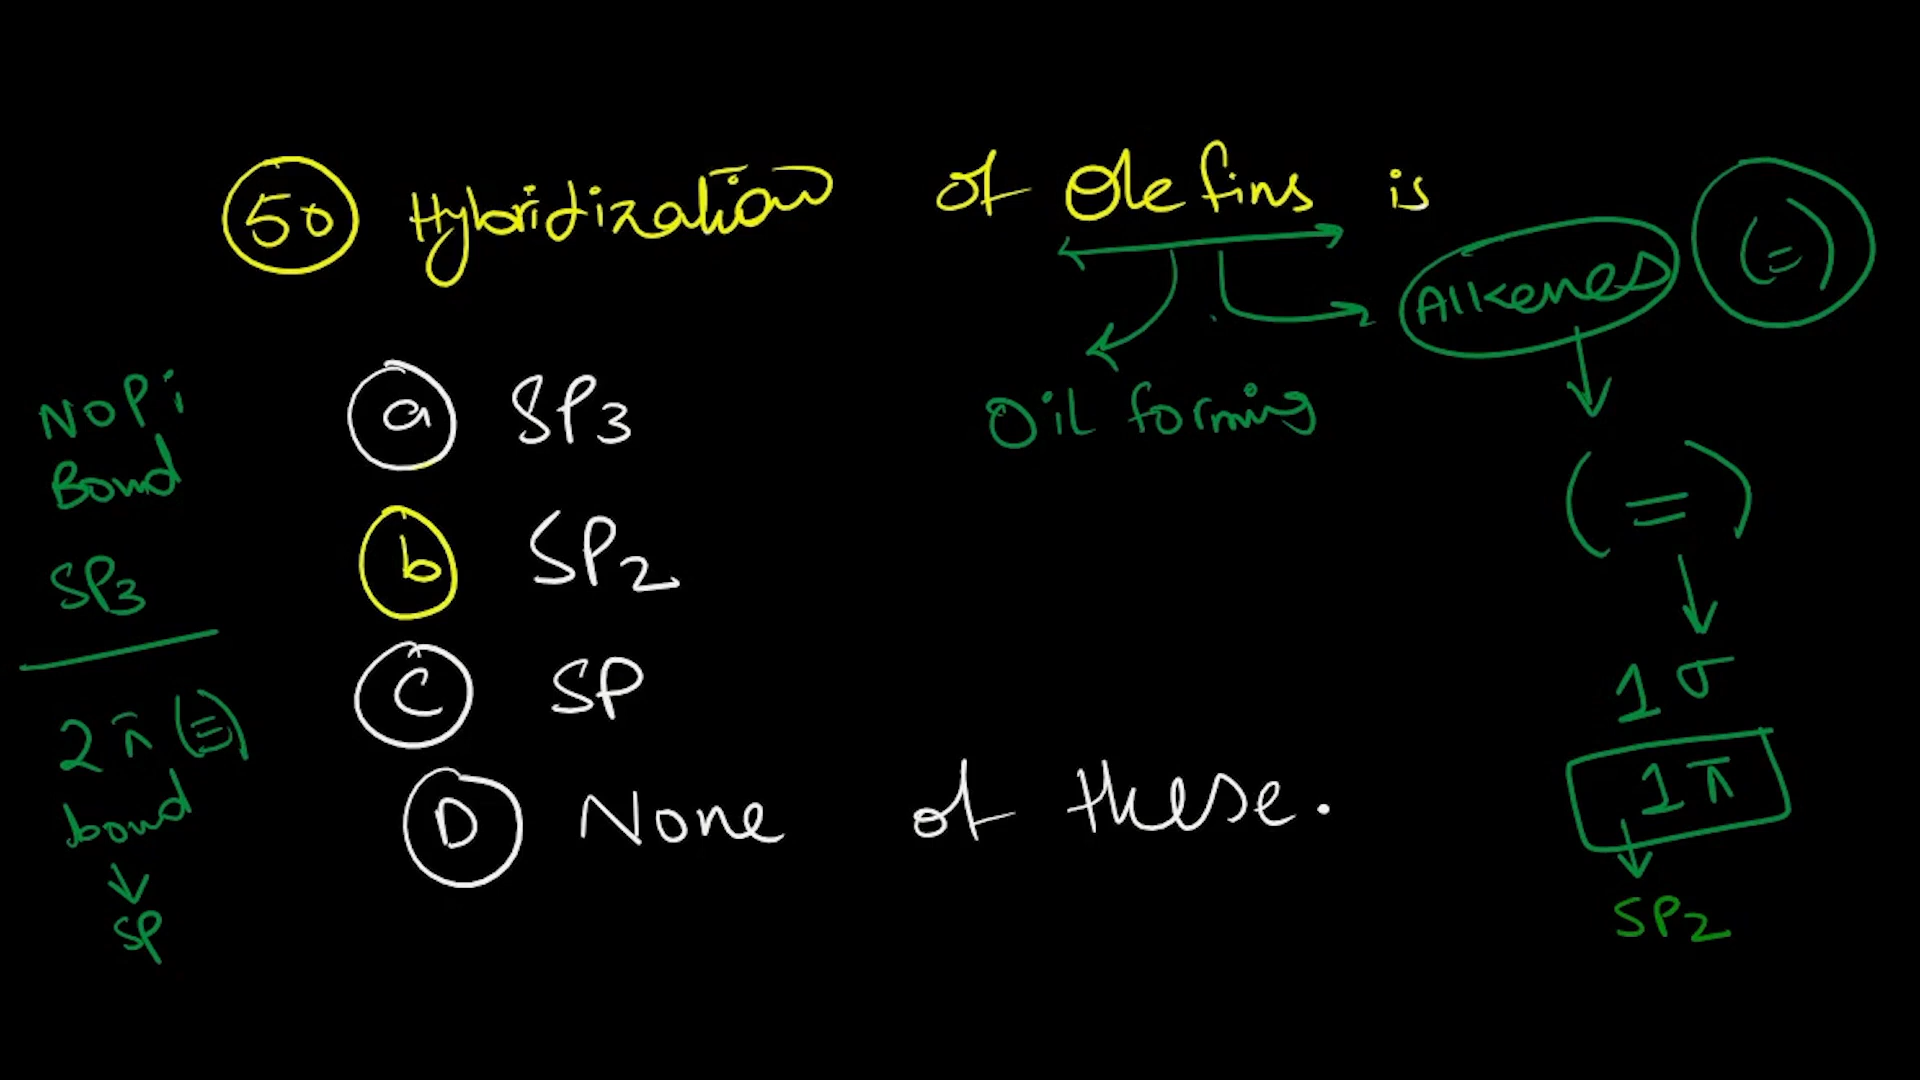 50 Hybridization of Olefins is
Alkenes (=)
Oil forming
(=)
1 σ
1 π
SP2
a SP3
b SP2
C SP
D None of these.
NO Pi
Bond
SP3
2 π (≡)
bond
SP